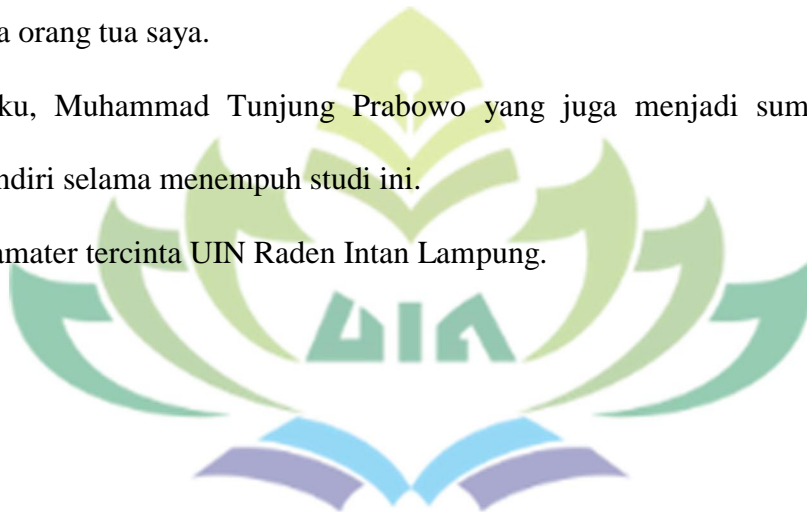 a orang tua saya.
ku, Muhammad Tunjung Prabowo yang juga menjadi sum
ndiri selama menempuh studi ini.
amater tercinta UIN Raden Intan Lampung.
UIN